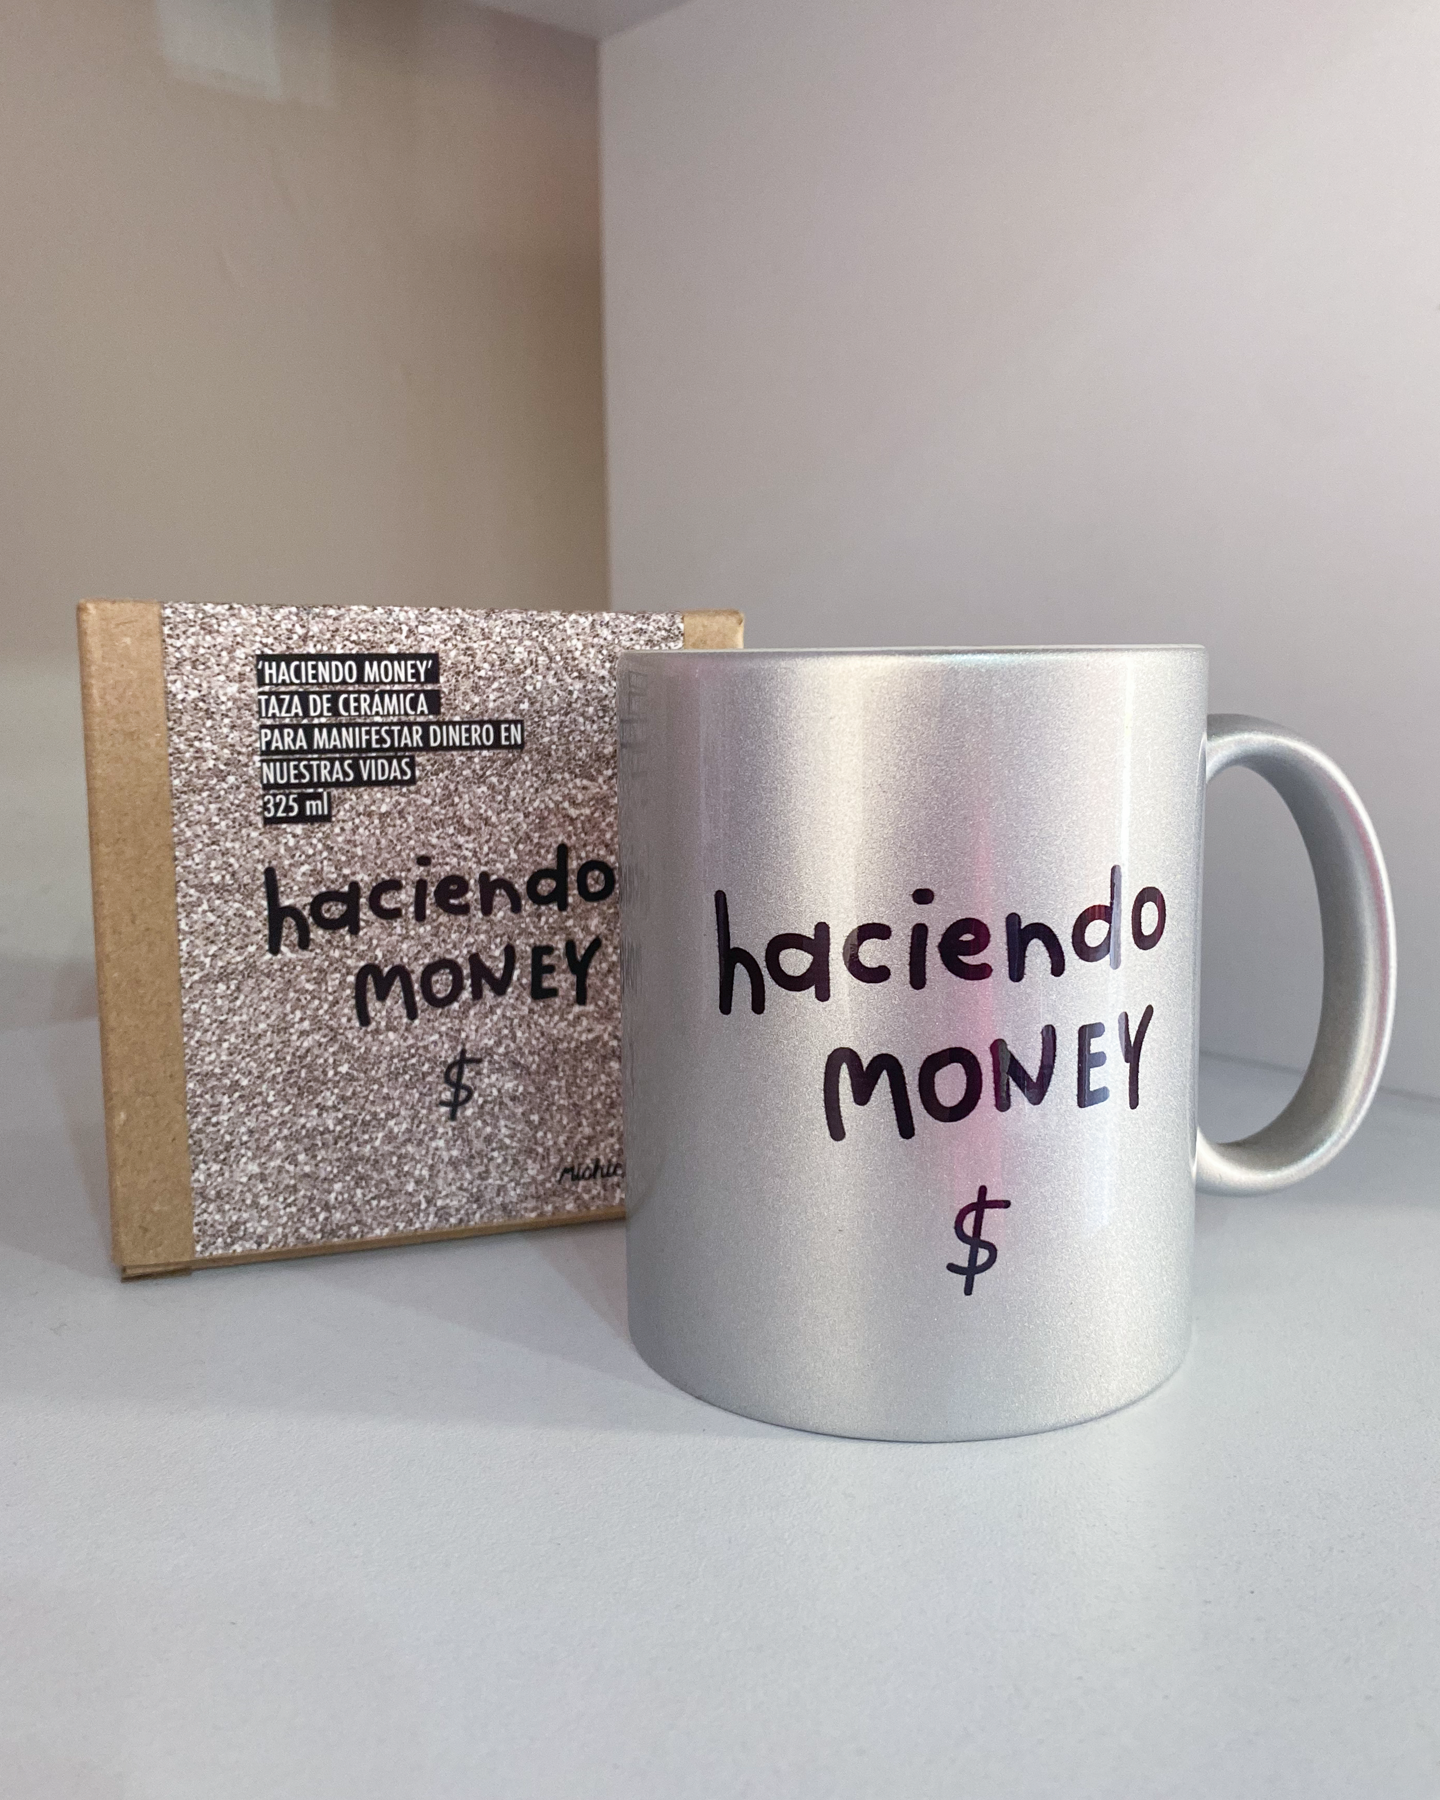 'HACIENDO MONEY'
TAZA DE CERÁMICA
PARA MANIFESTAR DINERO EN
NUESTRAS VIDAS
325 ml
haciendo
MONEY
$
haciendo
MONEY
$